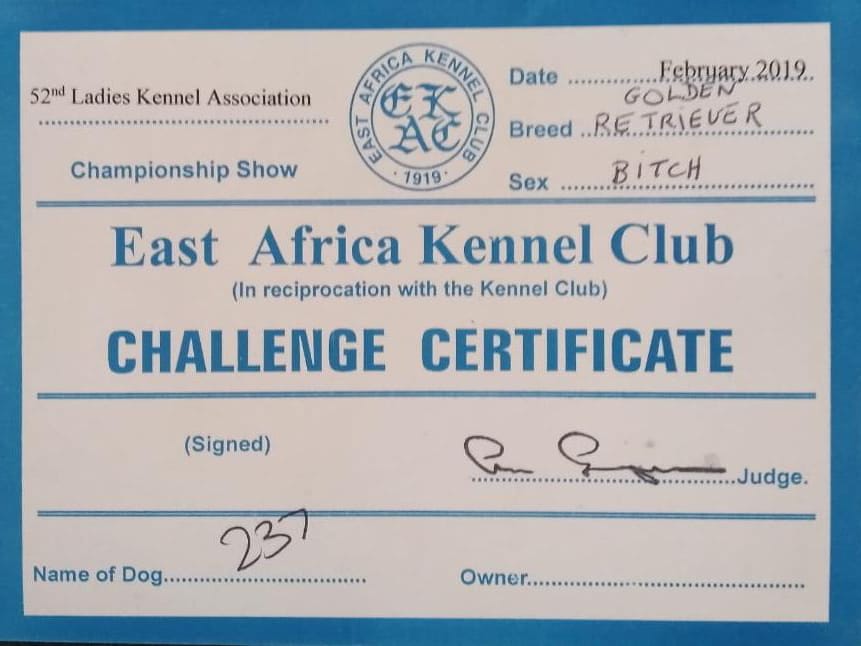 52nd Ladies Kennel Association
Championship Show
EAST AFRICA KENNEL CLUB
EK
AC
· 1919 ·
Date February 2019
GOLDEN
Breed RETRIEVER
Sex BITCH
East Africa Kennel Club
(In reciprocation with the Kennel Club)
CHALLENGE CERTIFICATE
(Signed)
Judge.
237
Name of Dog
Owner